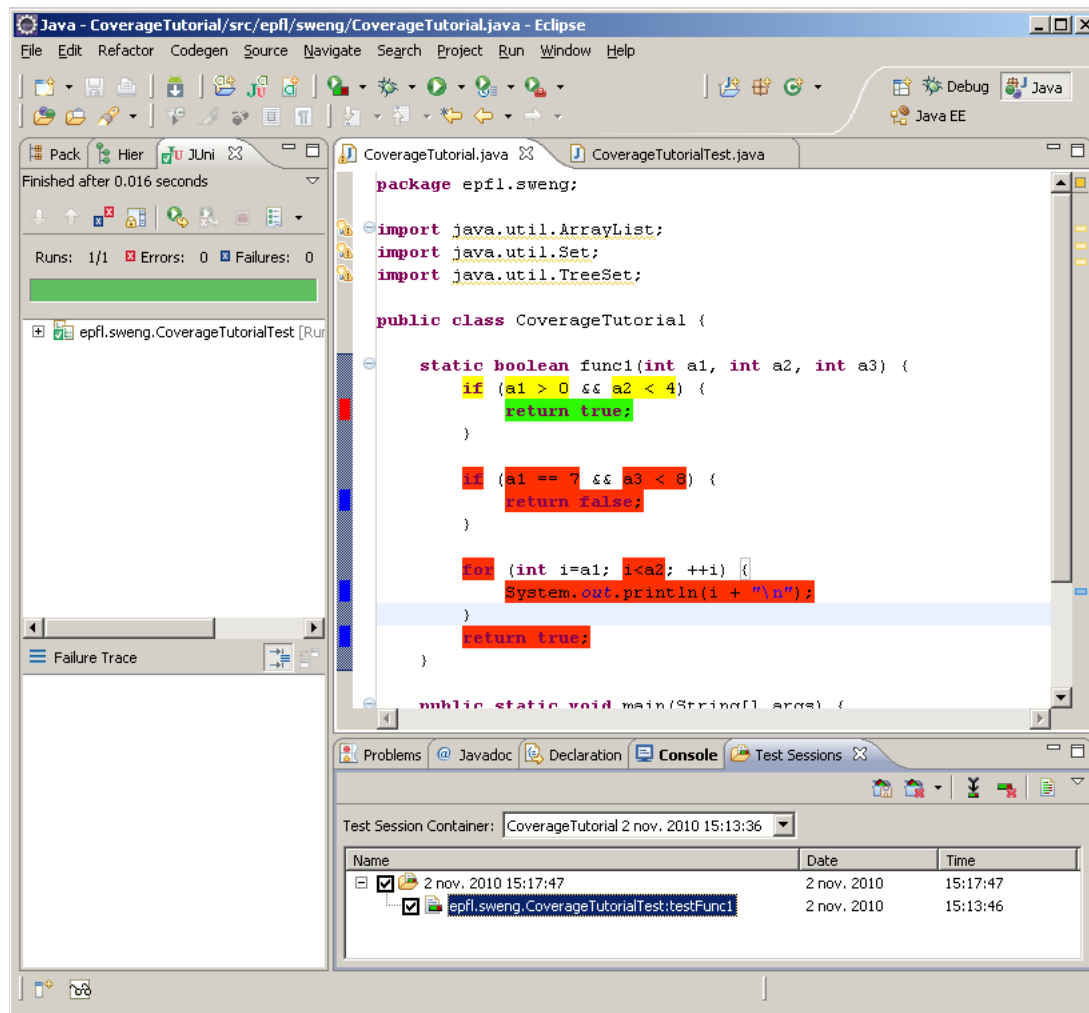 Java - CoverageTutorial/src/epfl/sweng/CoverageTutorial.java - Eclipse
File Edit Refactor Codegen Source Navigate Search Project Run Window Help
Debug Java
Java EE
Pack Hier JUni
Finished after 0.016 seconds
Runs: 1/1 Errors: 0 Failures: 0
epfl.sweng.CoverageTutorialTest [Rur
Failure Trace
CoverageTutorial.java CoverageTutorialTest.java
package epfl.sweng;
import java.util.ArrayList;
import java.util.Set;
import java.util.TreeSet;
public class CoverageTutorial {
static boolean func1(int a1, int a2, int a3) {
if (a1 > 0 && a2 < 4) {
return true;
}
if (a1 == 7 && a3 < 8) {
return false;
}
for (int i=a1; i<a2; ++i) {
System.out.println(i + "\n");
}
return true;
}
public static void main(String[] args) {
Problems @ Javadoc Declaration Console Test Sessions
Test Session Container: CoverageTutorial 2 nov. 2010 15:13:36
Name Date Time
2 nov. 2010 15:17:47 2 nov. 2010 15:17:47
epfl.sweng.CoverageTutorialTest:testFunc1 2 nov. 2010 15:13:46